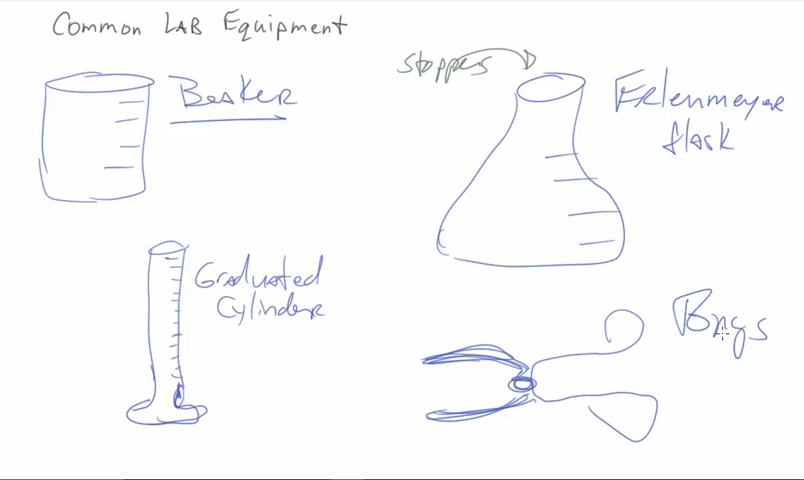 Common LAB Equipment
Beaker
stoppers
Erlenmeyer
flask
Graduated
Cylinder
Tongs